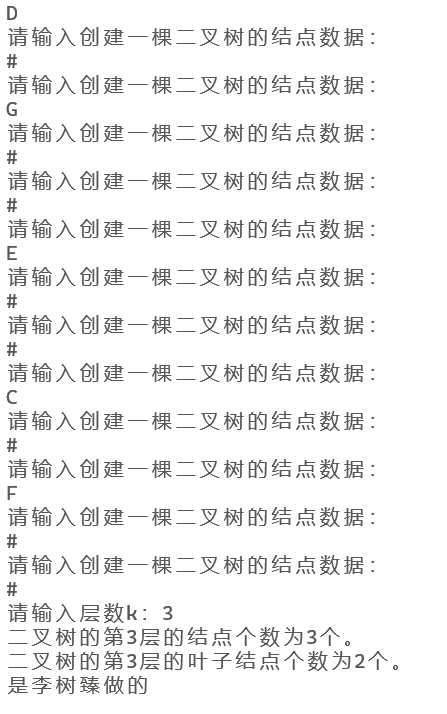 D
请输入创建一棵二叉树的结点数据：
#
请输入创建一棵二叉树的结点数据：
G
请输入创建一棵二叉树的结点数据：
#
请输入创建一棵二叉树的结点数据：
#
请输入创建一棵二叉树的结点数据：
E
请输入创建一棵二叉树的结点数据：
#
请输入创建一棵二叉树的结点数据：
#
请输入创建一棵二叉树的结点数据：
C
请输入创建一棵二叉树的结点数据：
#
请输入创建一棵二叉树的结点数据：
F
请输入创建一棵二叉树的结点数据：
#
请输入创建一棵二叉树的结点数据：
#
请输入层数k：3
二叉树的第3层的结点个数为3个。
二叉树的第3层的叶子结点个数为2个。
是李树臻做的